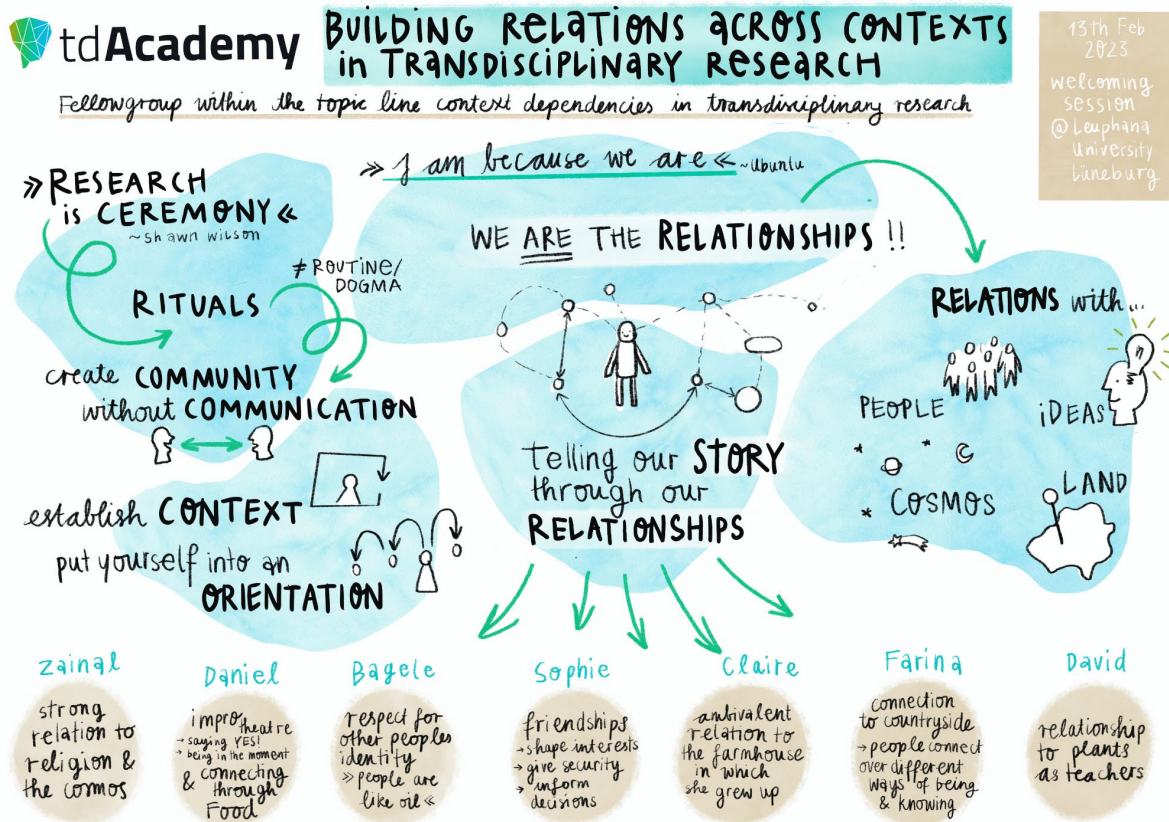 tdAcademy
BUILDING RELATIONS ACROSS CONTEXTS
in TRANSDISCIPLINARY RESEARCH
Fellowgroup within the topic line context dependencies in transdisciplinary research
13th Feb
2023
welcoming
session
@ Leuphana
University
Lüneburg
»RESEARCH
is CEREMONY«
~Shawn Wilson
RITUALS
≠ ROUTINE/
DOGMA
create COMMUNITY
without COMMUNICATION
establish CONTEXT
put yourself into an
ORIENTATION
» I am because we are « ~Ubuntu
WE ARE THE RELATIONSHIPS !!
Telling our STORY
through our
RELATIONSHIPS
RELATIONS with...
PEOPLE
iDEAS
COSMOS
LAND
Zainal
strong
relation to
religion &
the cosmos
Daniel
impro theatre
→ saying YES!
→ being in the moment
& connecting
through
Food
Bagele
respect for
other peoples
identity
» people are
like oil «
Sophie
friendships
→ shape interests
→ give security
→ inform
decisions
Claire
ambivalent
relation to
the farmhouse
in which
she grew up
Farina
connection
to countryside
→ people connect
over different
ways of being
& knowing
David
relationship
to plants
as teachers